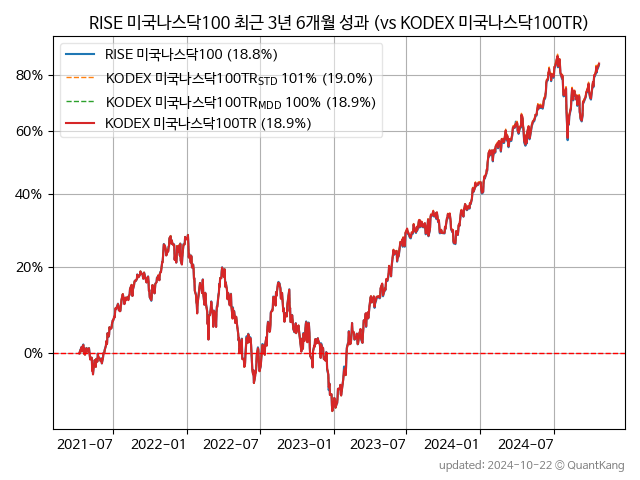 RISE 미국나스닥100 최근 3년 6개월 성과 (vs KODEX 미국나스닥100TR)
RISE 미국나스닥100 (18.8%)
KODEX 미국나스닥100TR_STD 101% (19.0%)
KODEX 미국나스닥100TR_MDD 100% (18.9%)
KODEX 미국나스닥100TR (18.9%)
80%
60%
40%
20%
0%
2021-07 2022-01 2022-07 2023-01 2023-07 2024-01 2024-07
updated: 2024-10-22 © QuantKang